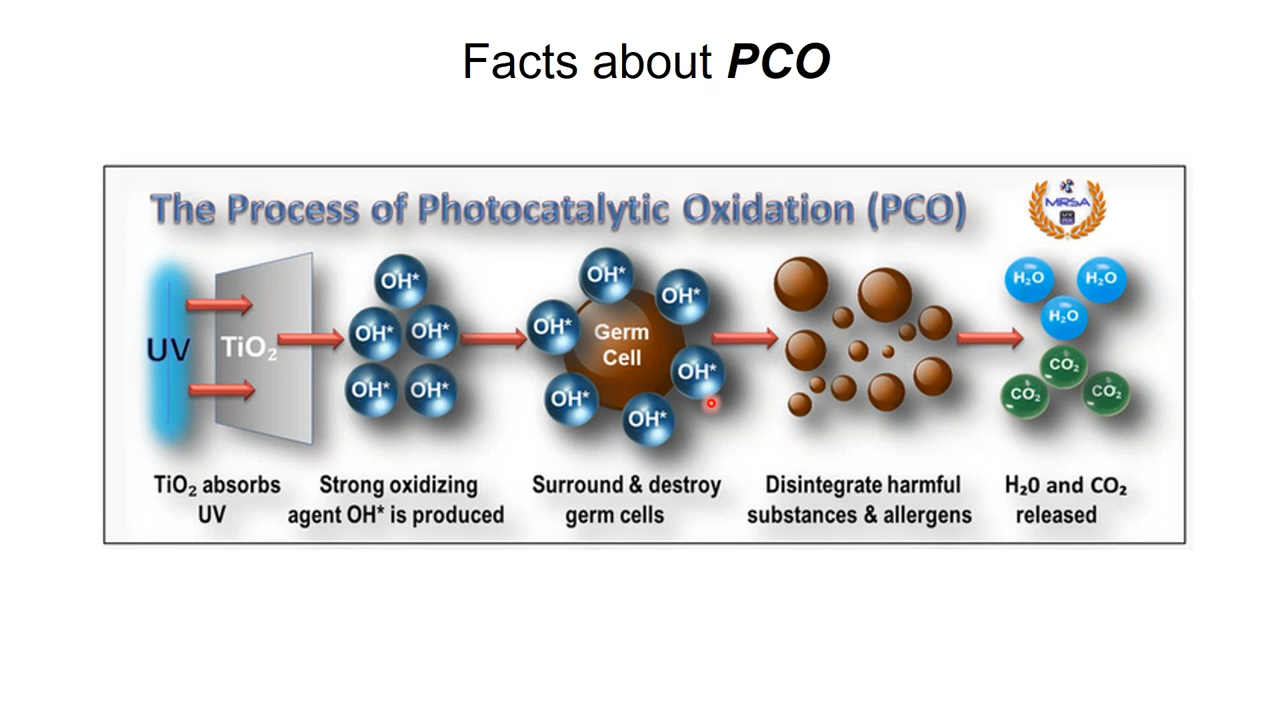 Facts about PCO
The Process of Photocatalytic Oxidation (PCO)
MRSA
UV
UV
TiO₂
OH*
OH*
OH*
OH*
OH*
OH*
OH*
OH*
Germ
Cell
OH*
OH*
OH*
H₂O
H₂O
H₂O
CO₂
CO₂
CO₂
TiO₂ absorbs
UV
Strong oxidizing
agent OH* is produced
Surround & destroy
germ cells
Disintegrate harmful
substances & allergens
H₂0 and CO₂
released